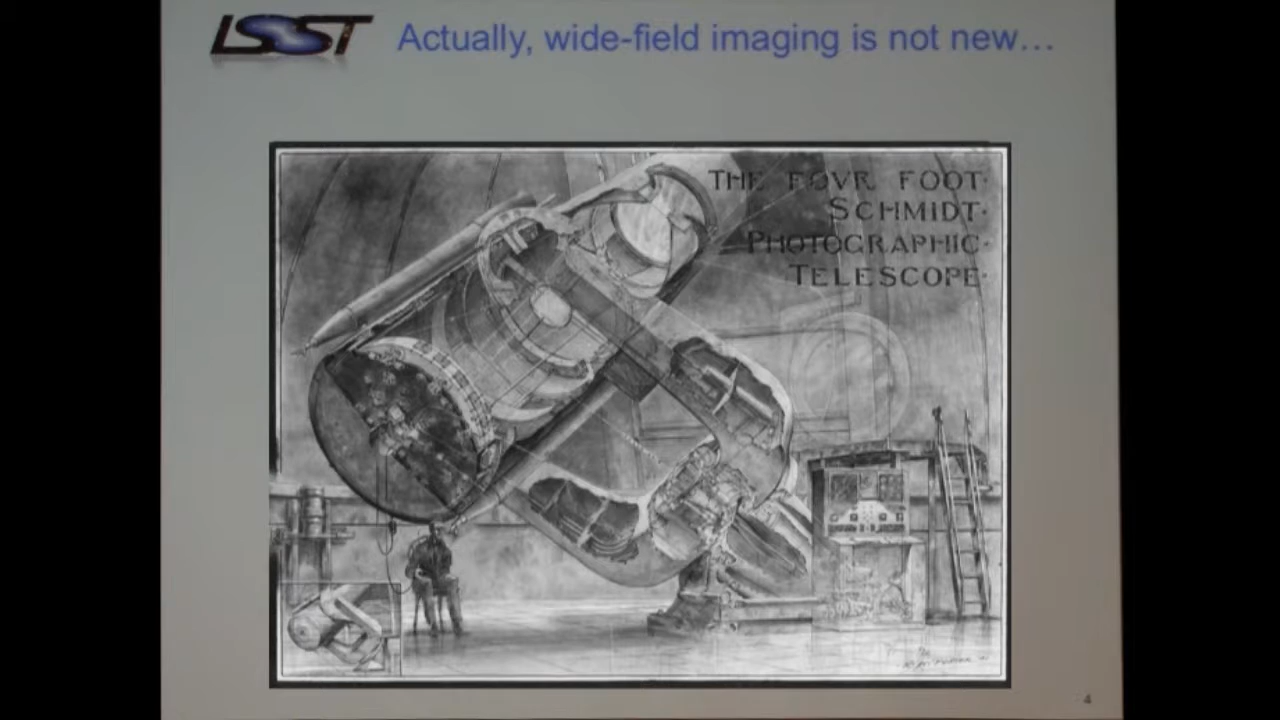 LSST
Actually, wide-field imaging is not new...
THE FOVR FOOT·
SCHMIDT·
PHOTOGRAPHIC·
TELESCOPE·
4